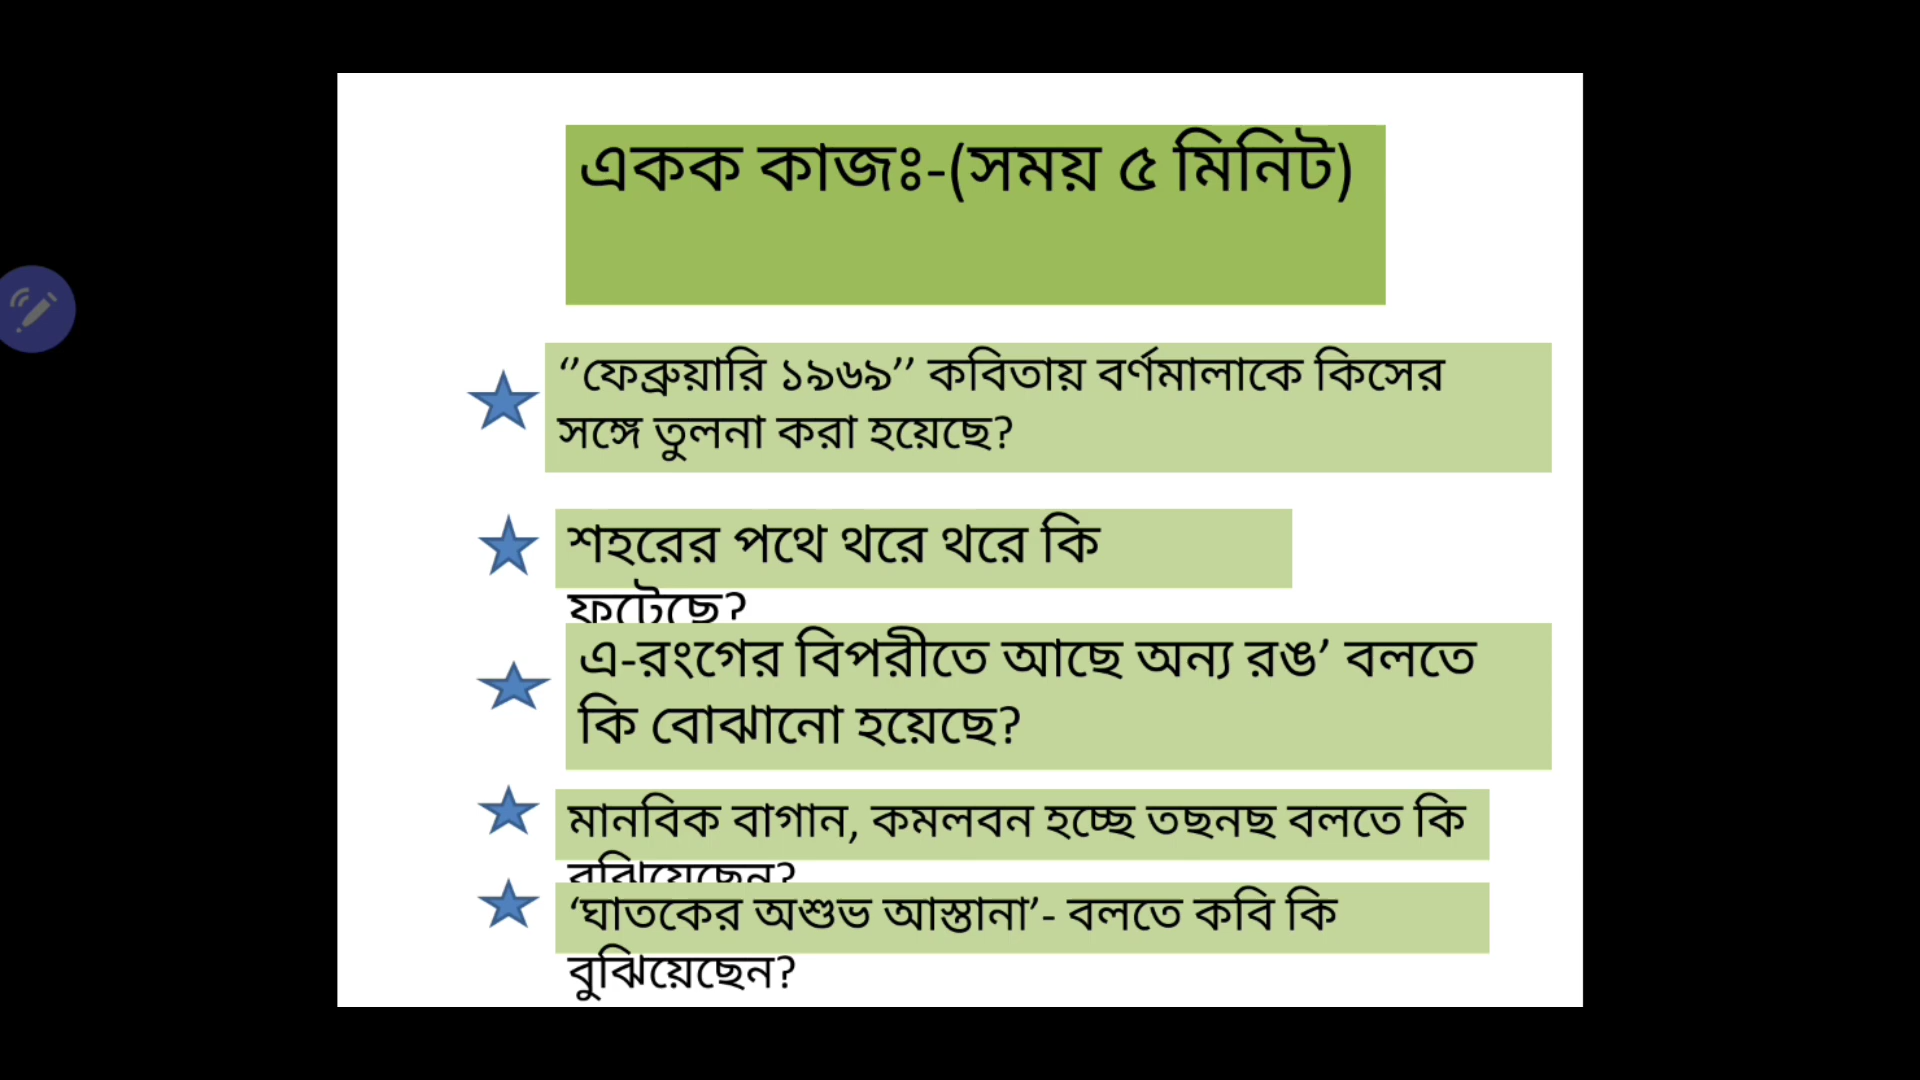 একক কাজঃ-(সময় ৫ মিনিট)
‘’ফেব্রুয়ারি ১৯৬৯’’ কবিতায় বর্ণমালাকে কিসের
সঙ্গে তুলনা করা হয়েছে?
শহরের পথে থরে থরে কি
ফুটেছে?
এ-রংগের বিপরীতে আছে অন্য রঙ’ বলতে
কি বোঝানো হয়েছে?
মানবিক বাগান, কমলবন হচ্ছে তছনছ বলতে কি
বুঝিয়েছেন?
‘ঘাতকের অশুভ আস্তানা’- বলতে কবি কি
বুঝিয়েছেন?